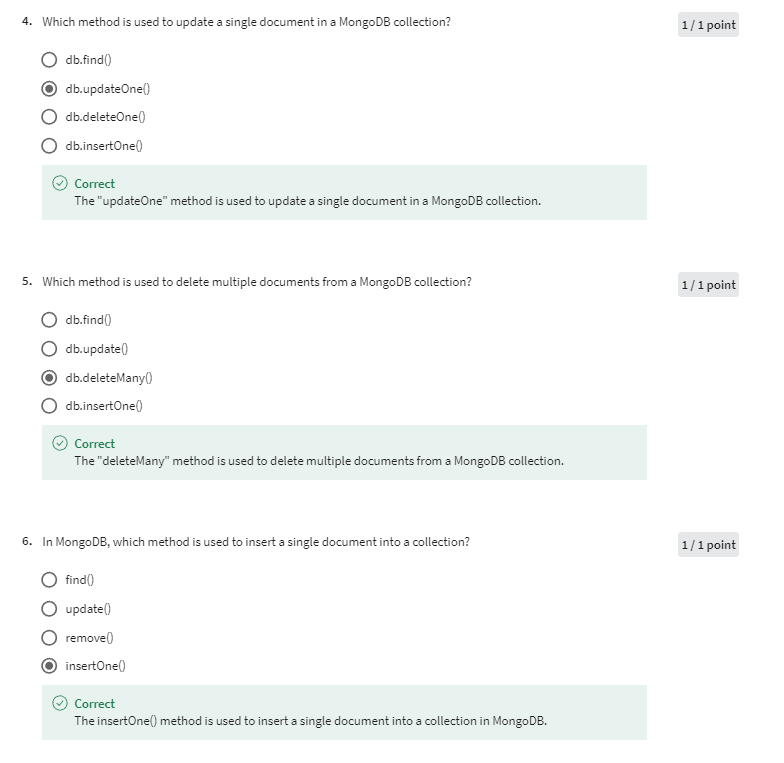 4. Which method is used to update a single document in a MongoDB collection?
1 / 1 point
db.find()
db.updateOne()
db.deleteOne()
db.insertOne()
Correct
The "updateOne" method is used to update a single document in a MongoDB collection.
5. Which method is used to delete multiple documents from a MongoDB collection?
1 / 1 point
db.find()
db.update()
db.deleteMany()
db.insertOne()
Correct
The "deleteMany" method is used to delete multiple documents from a MongoDB collection.
6. In MongoDB, which method is used to insert a single document into a collection?
1 / 1 point
find()
update()
remove()
insertOne()
Correct
The insertOne() method is used to insert a single document into a collection in MongoDB.